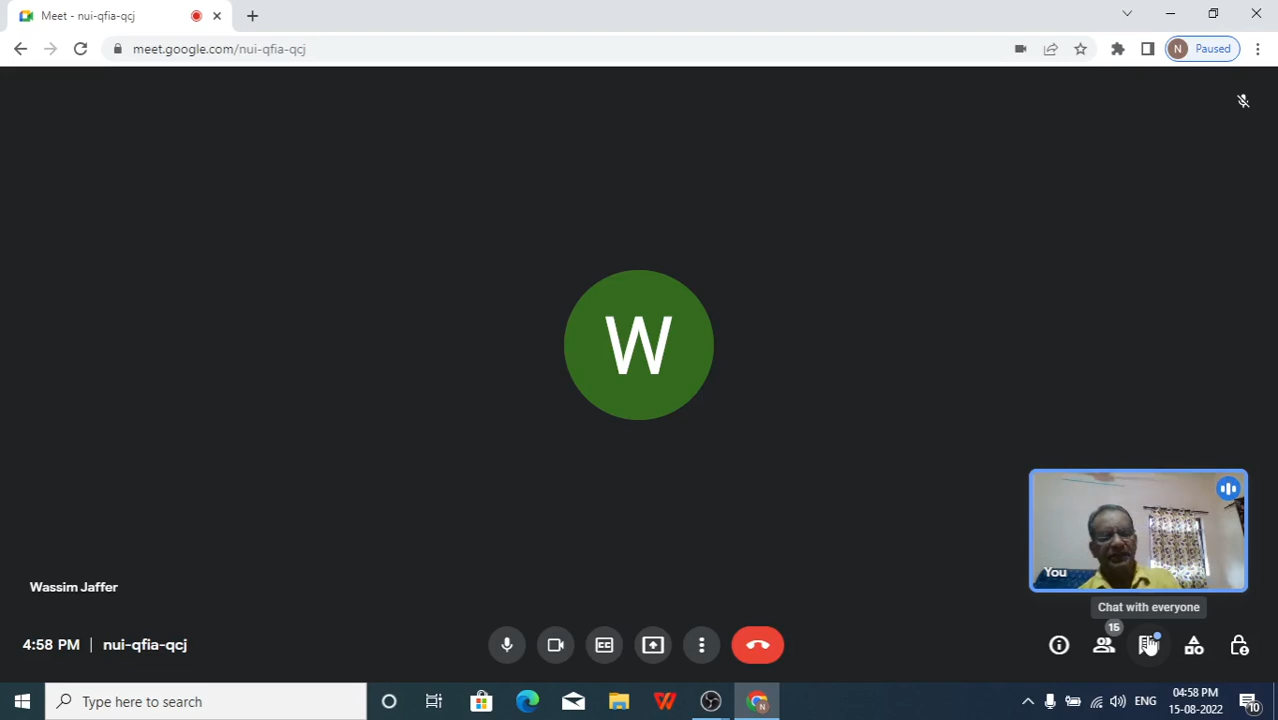 Meet - nui-qfia-qcj
meet.google.com/nui-qfia-qcj
N Paused
W
You
Wassim Jaffer
Chat with everyone
15
4:58 PM | nui-qfia-qcj
CC
Type here to search
ENG
04:58 PM
15-08-2022
10